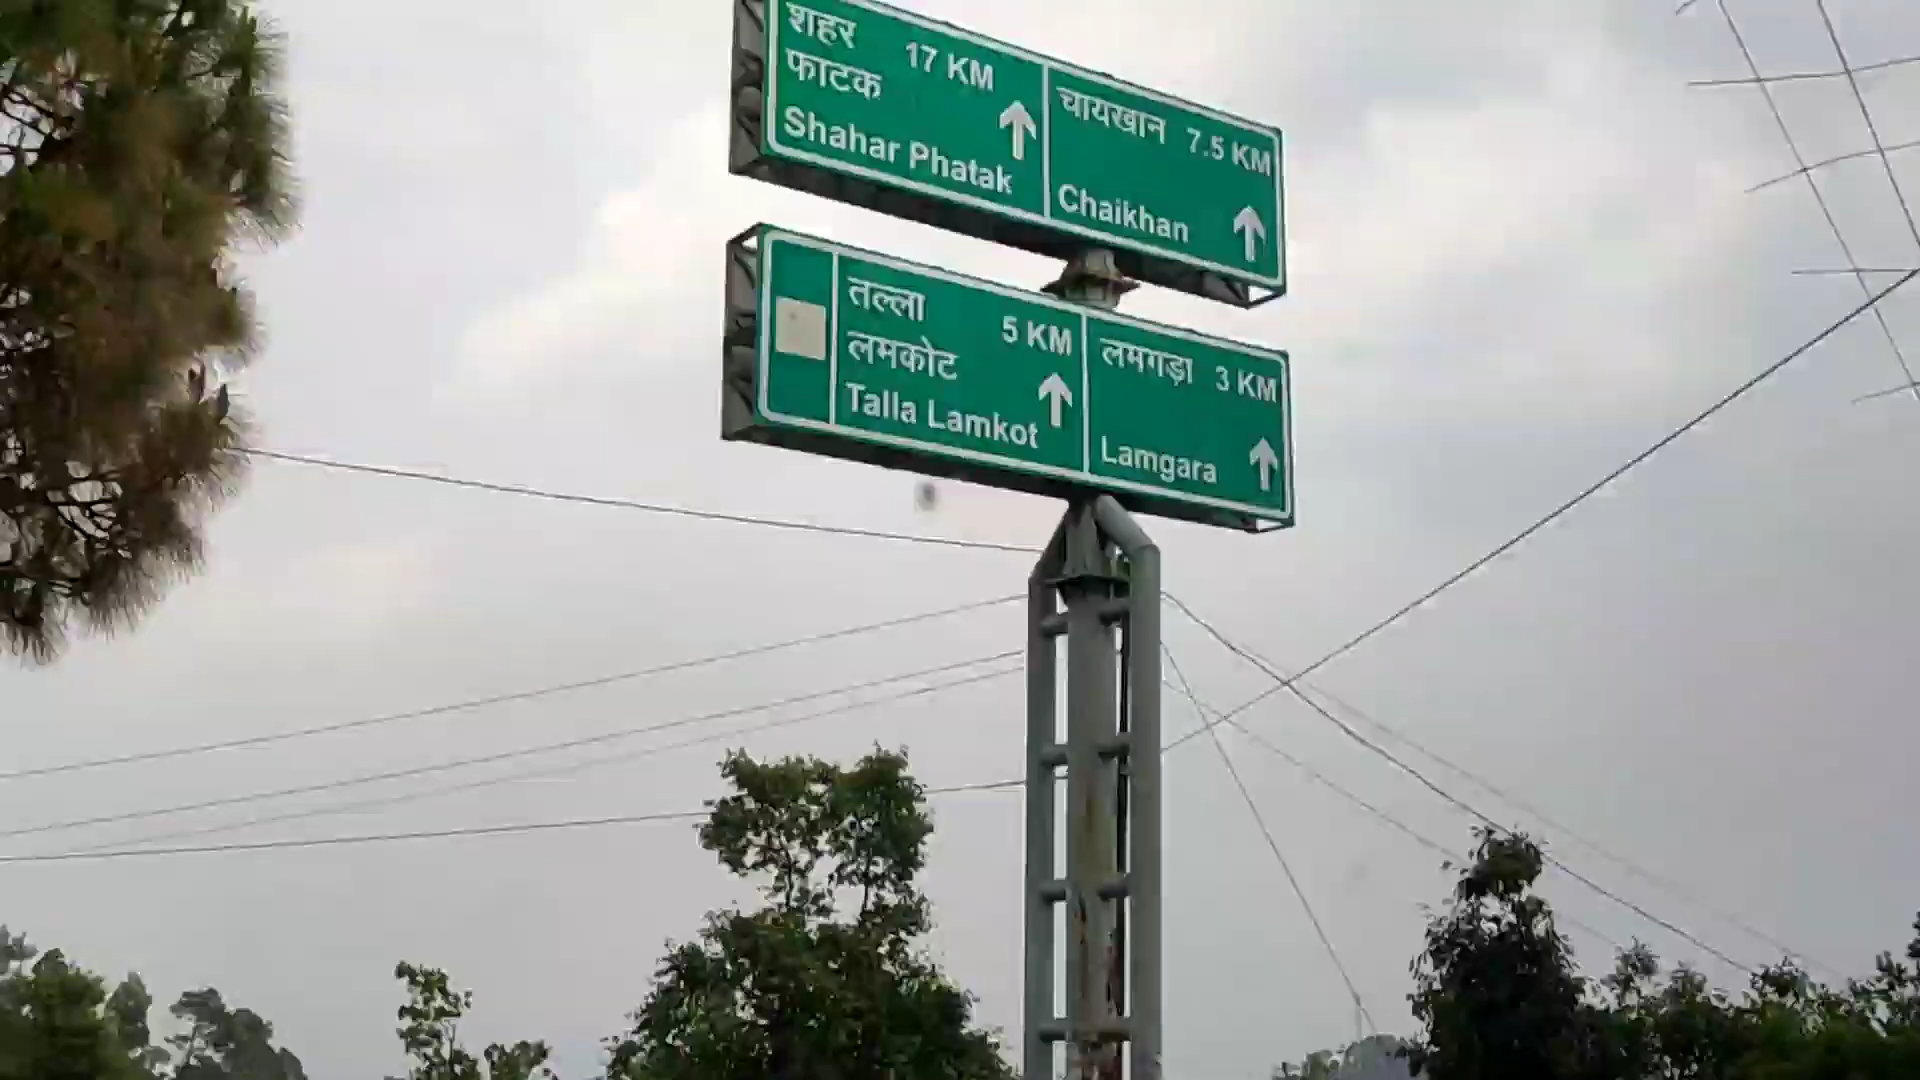 शहर
फाटक
17 KM
Shahar Phatak
चायखान 7.5 KM
Chaikhan
तल्ला
लमकोट
5 KM
Talla Lamkot
लमगड़ा 3 KM
Lamgara